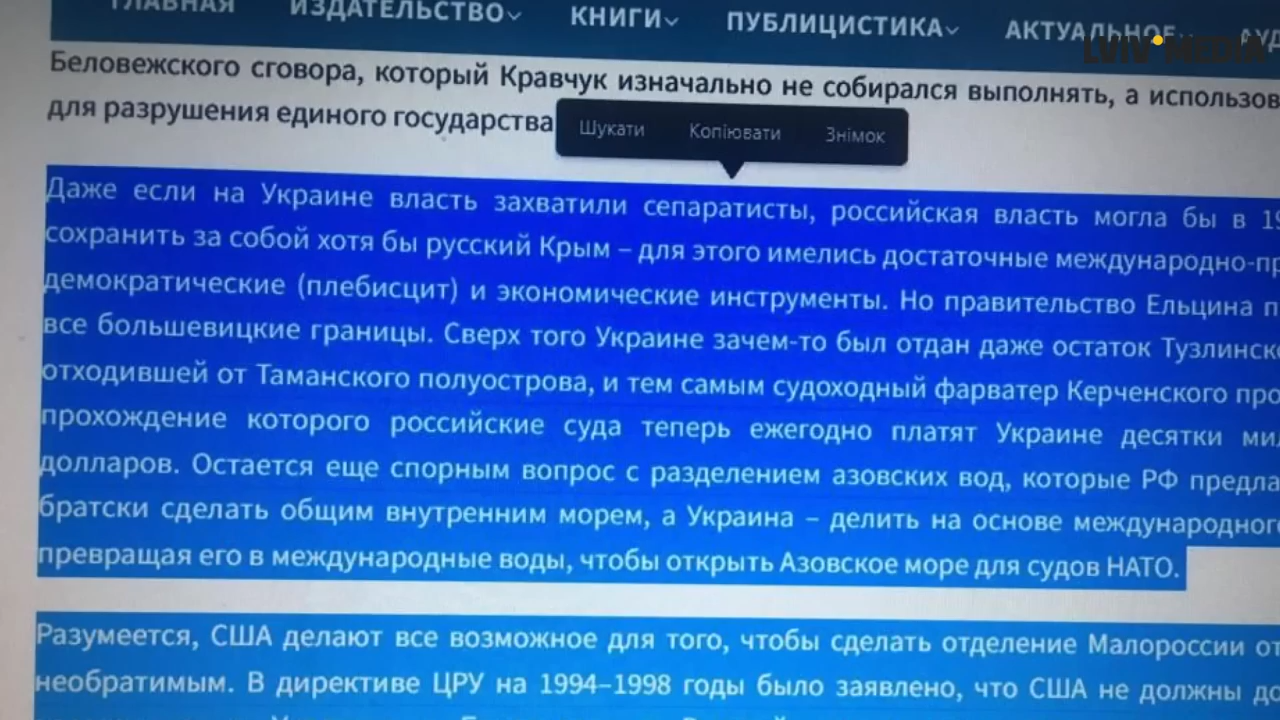 ГЛАВНАЯ ИЗДАТЕЛЬСТВО КНИГИ ПУБЛИЦИСТИКА АКТУАЛЬНОЕ АУД
LVIV MEDIA
Беловежского сговора, который Кравчук изначально не собирался выполнять, а использов
для разрушения единого государства
Шукати Копіювати Знімок
Даже если на Украине власть захватили сепаратисты, российская власть могла бы в 19
сохранить за собой хотя бы русский Крым – для этого имелись достаточные международно-пр
демократические (плебисцит) и экономические инструменты. Но правительство Ельцина п
все большевицкие границы. Сверх того Украине зачем-то был отдан даже остаток Тузлинско
отходившей от Таманского полуострова, и тем самым судоходный фарватер Керченского про
прохождение которого российские суда теперь ежегодно платят Украине десятки ми
долларов. Остается еще спорным вопрос с разделением азовских вод, которые РФ предла
братски сделать общим внутренним морем, а Украина – делить на основе международног
превращая его в международные воды, чтобы открыть Азовское море для судов НАТО.
Разумеется, США делают все возможное для того, чтобы сделать отделение Малороссии от
необратимым. В директиве ЦРУ на 1994–1998 годы было заявлено, что США не должны до